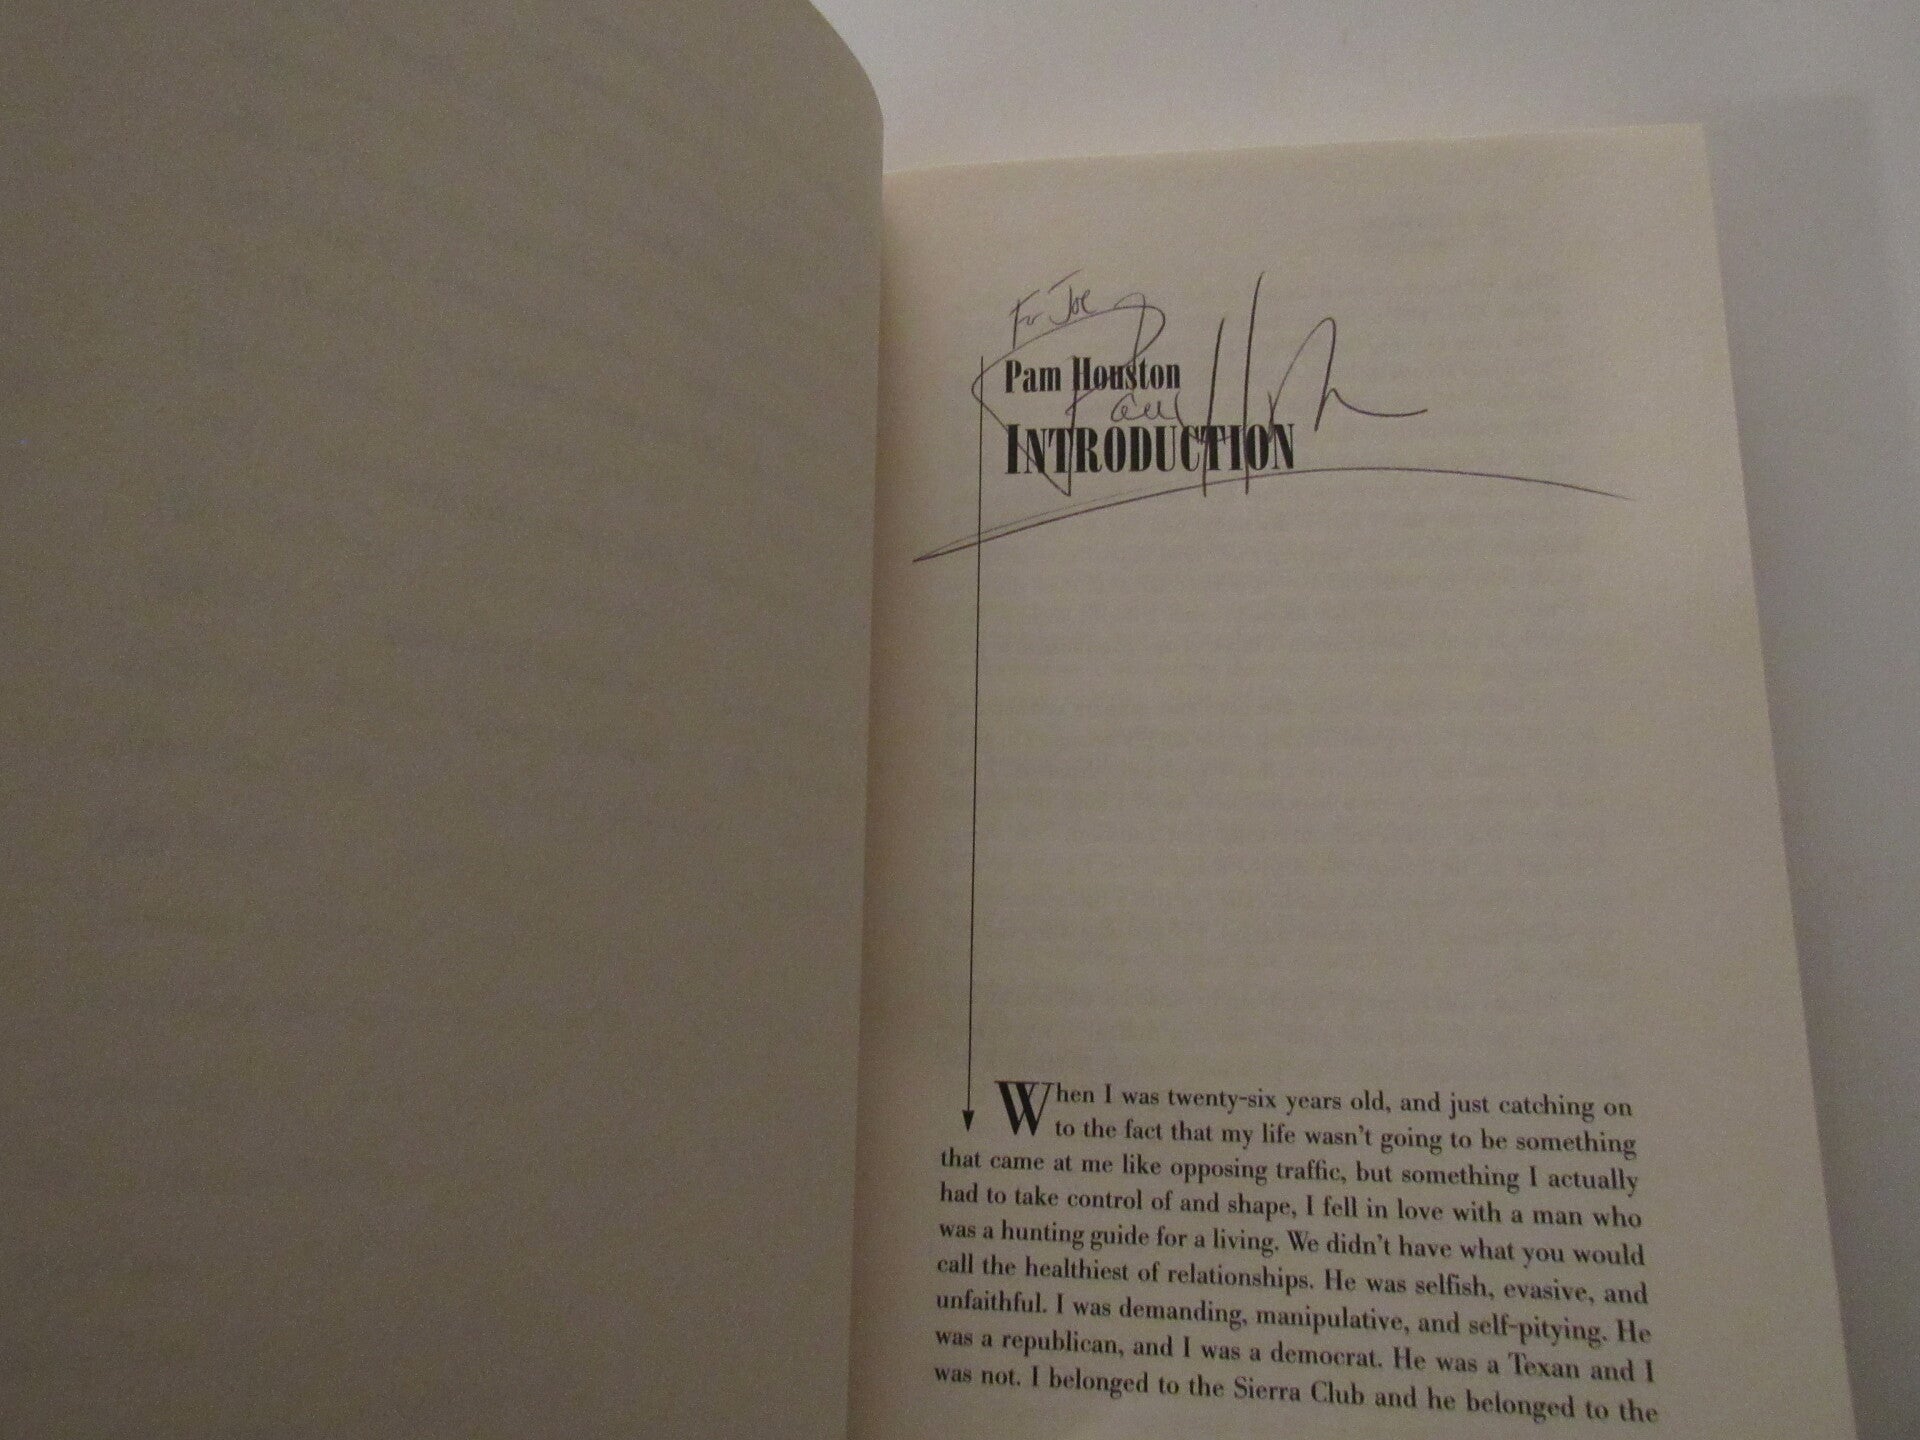 For Joe
Pam Houston
Pam Houston
INTRODUCTION
When I was twenty-six years old, and just catching on
to the fact that my life wasn't going to be something
that came at me like opposing traffic, but something I actually
had to take control of and shape, I fell in love with a man who
was a hunting guide for a living. We didn't have what you would
call the healthiest of relationships. He was selfish, evasive, and
unfaithful. I was demanding, manipulative, and self-pitying. He
was a republican, and I was a democrat. He was a Texan and I
was not. I belonged to the Sierra Club and he belonged to the